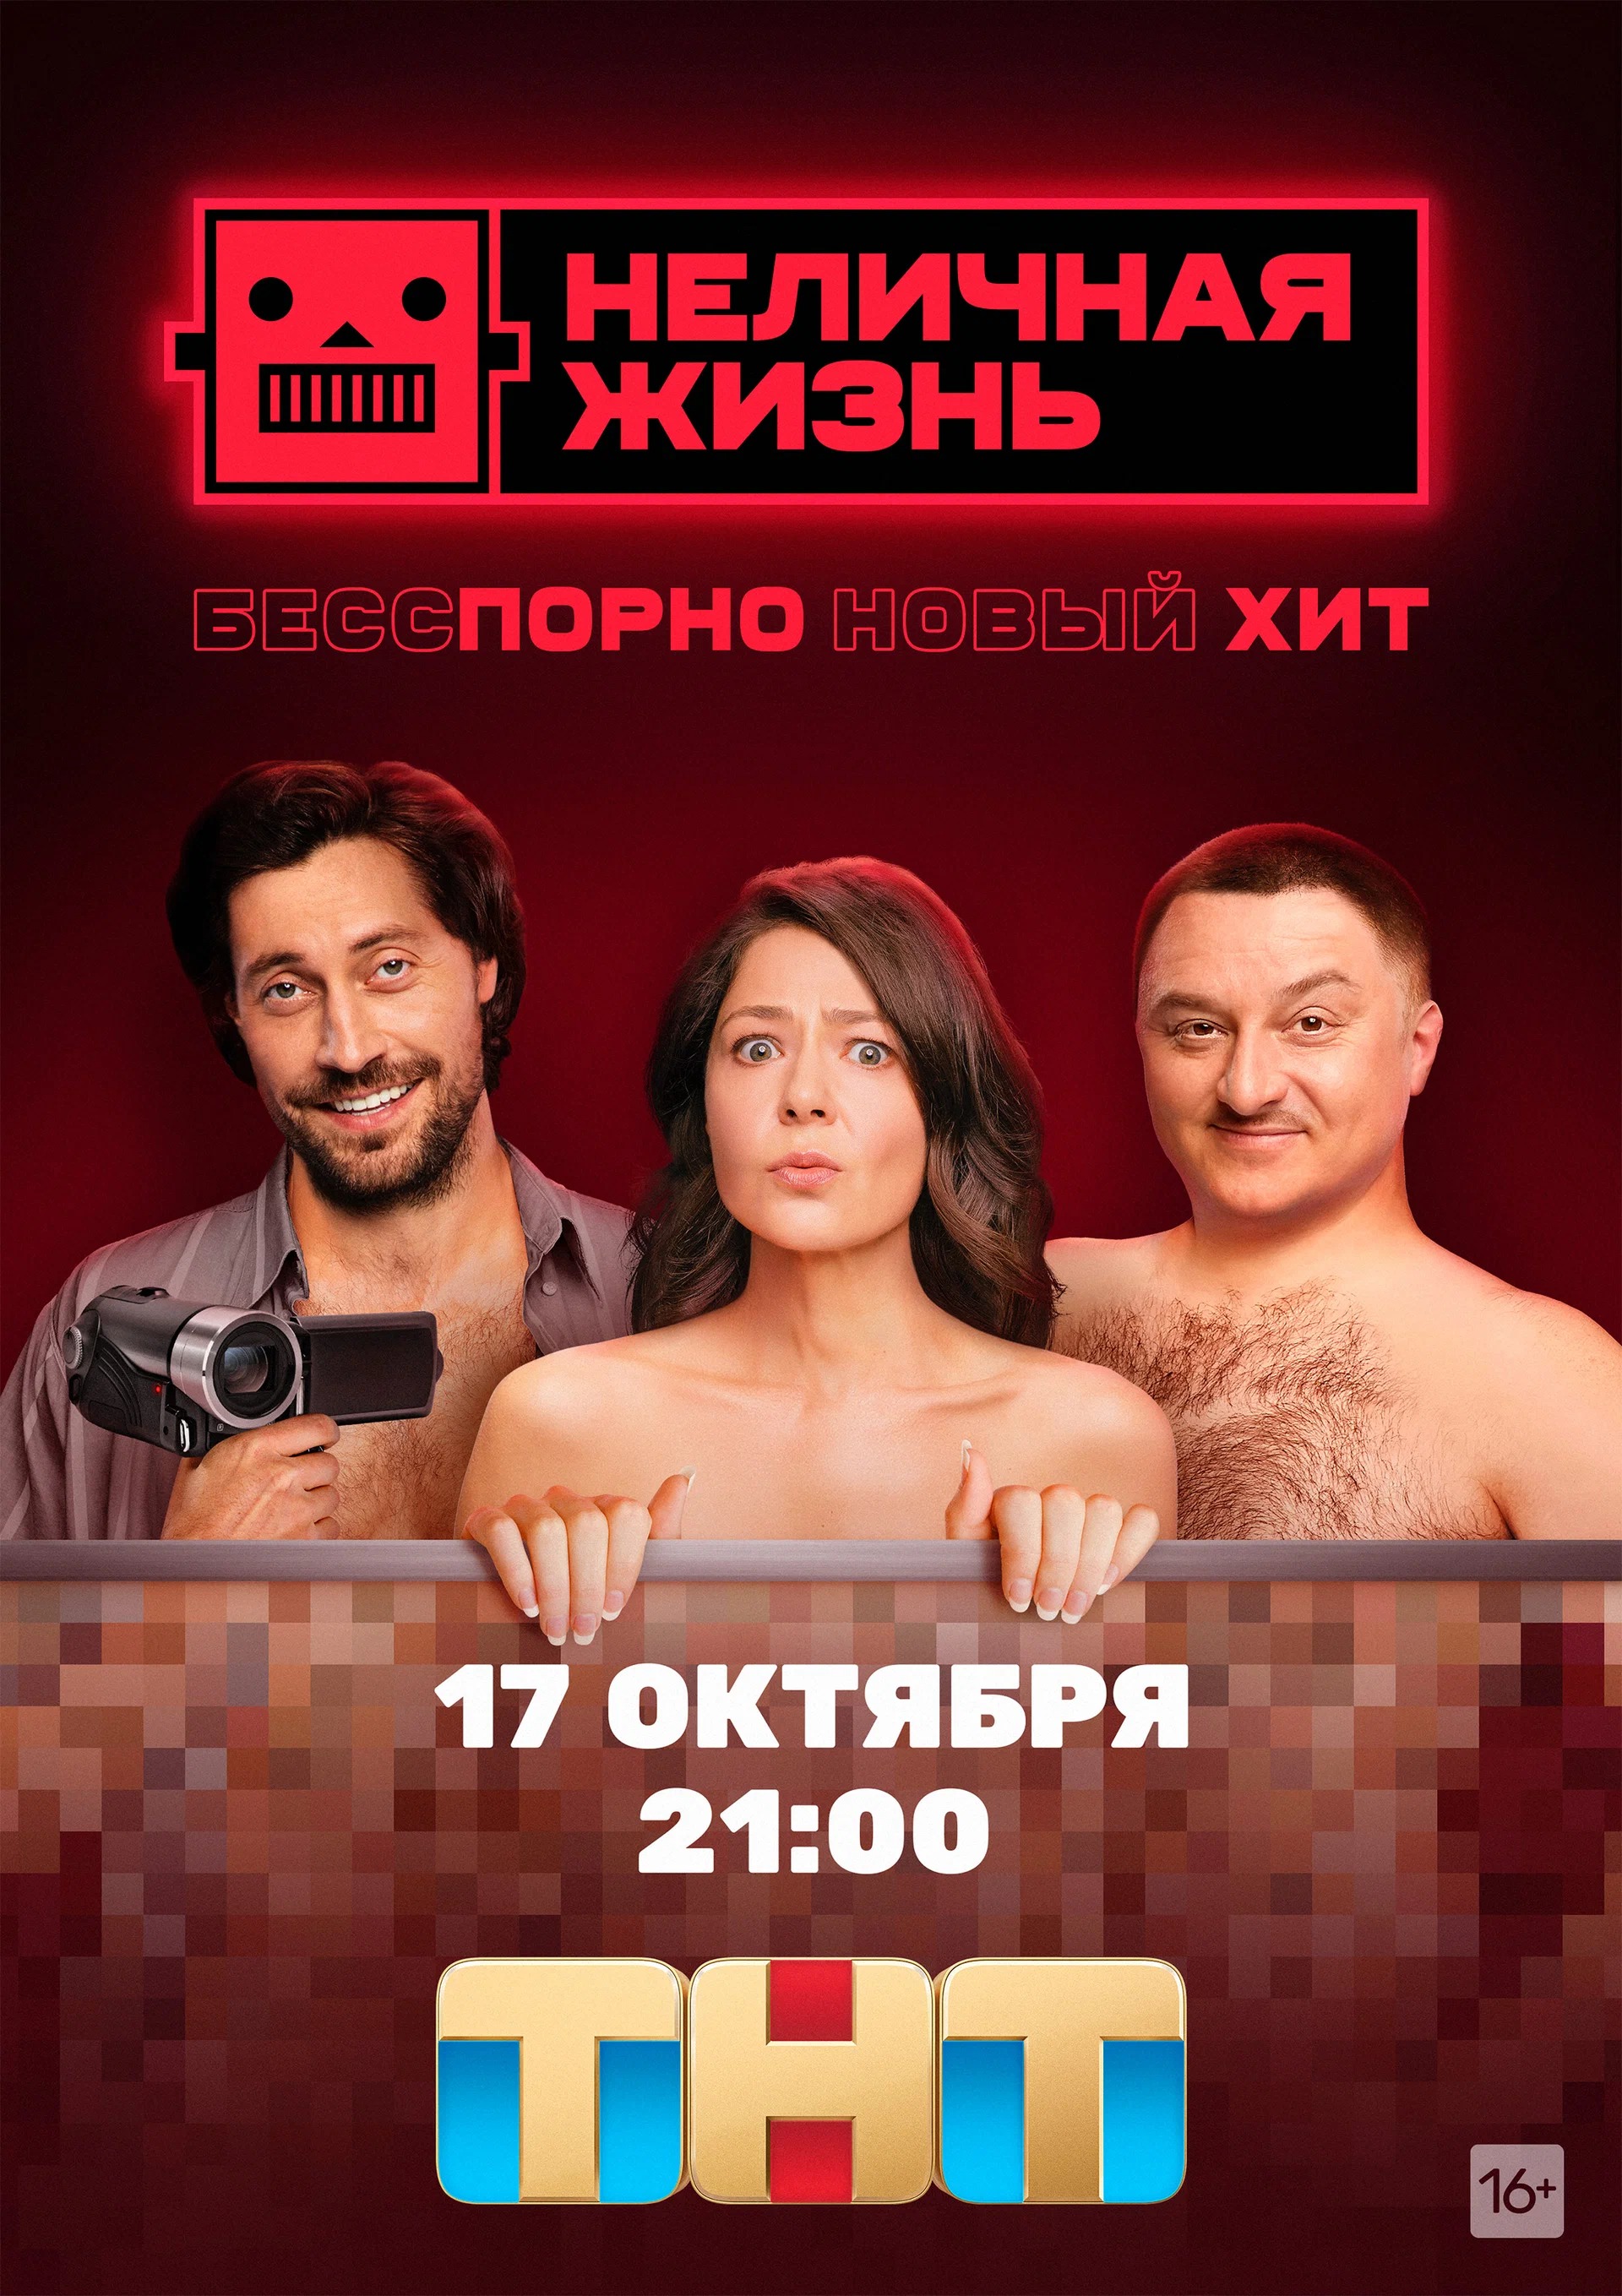 НЕЛИЧНАЯ
ЖИЗНЬ
БЕССПОРНО НОВЫЙ ХИТ
17 ОКТЯБРЯ
21:00
ТНТ
16+